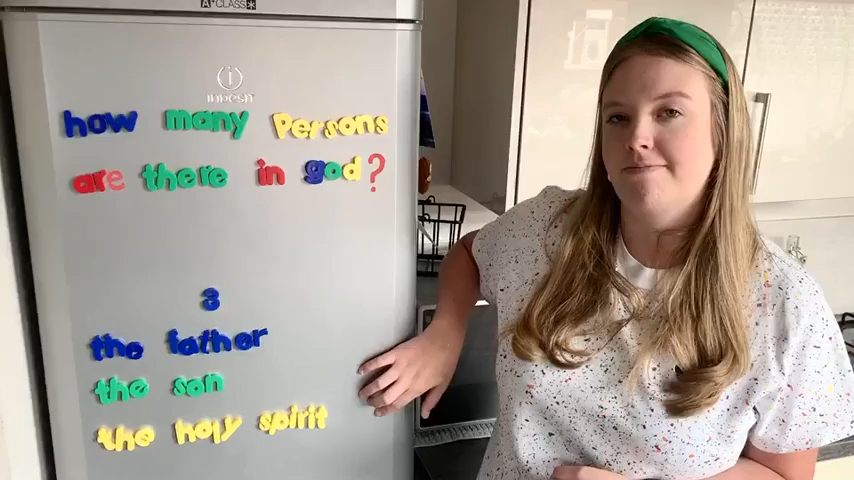 A+CLASS
INDESIT
how many Persons
are there in god?
3
the father
the son
the holy spirit